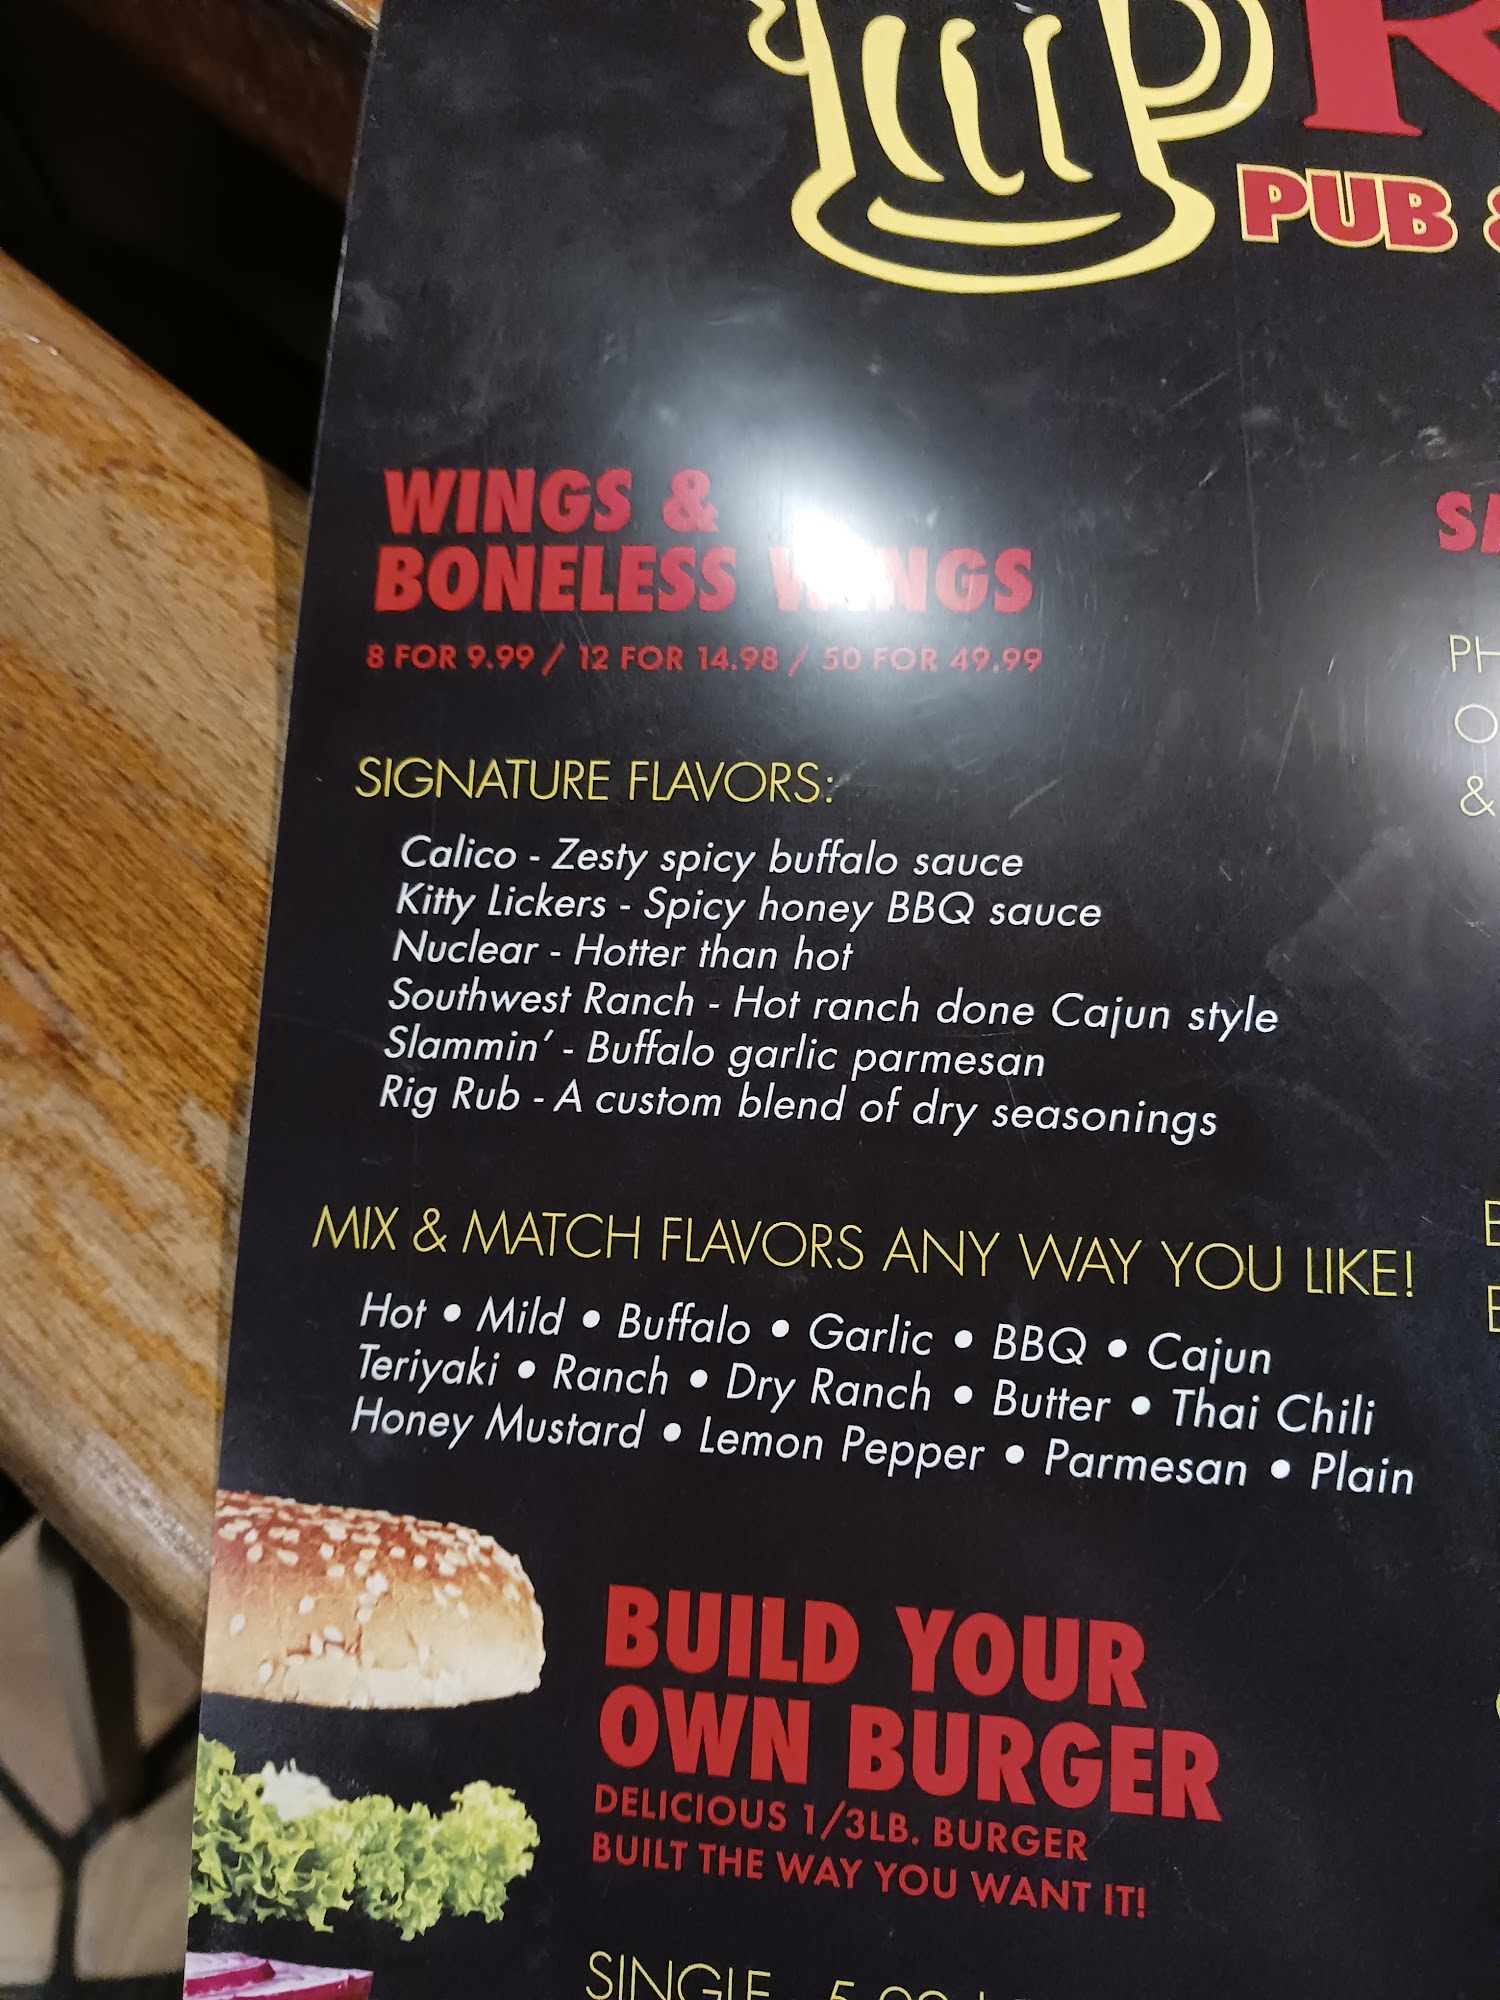 PUB
WINGS &
BONELESS WINGS
8 FOR 9.99 / 12 FOR 14.98 / 50 FOR 49.99
SIGNATURE FLAVORS:
Calico - Zesty spicy buffalo sauce
Kitty Lickers - Spicy honey BBQ sauce
Nuclear - Hotter than hot
Southwest Ranch - Hot ranch done Cajun style
Slammin' - Buffalo garlic parmesan
Rig Rub - A custom blend of dry seasonings
MIX & MATCH FLAVORS ANY WAY YOU LIKE!
Hot • Mild • Buffalo • Garlic • BBQ • Cajun
Teriyaki • Ranch • Dry Ranch • Butter • Thai Chili
Honey Mustard • Lemon Pepper • Parmesan • Plain
BUILD YOUR
OWN BURGER
DELICIOUS 1/3LB. BURGER
BUILT THE WAY YOU WANT IT!
SINGLE